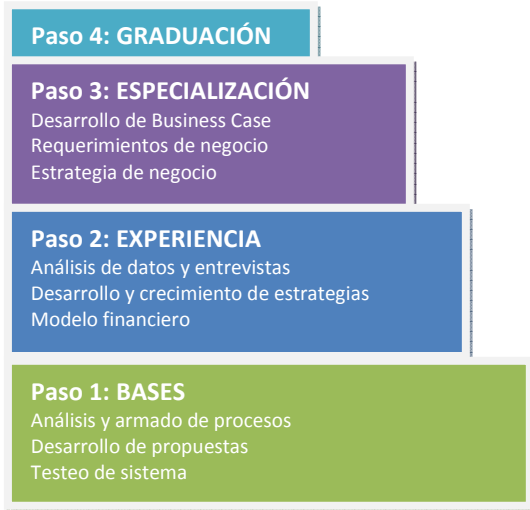 Paso 4: GRADUACIÓN
Paso 3: ESPECIALIZACIÓN
Desarrollo de Business Case
Requerimientos de negocio
Estrategia de negocio
Paso 2: EXPERIENCIA
Análisis de datos y entrevistas
Desarrollo y crecimiento de estrategias
Modelo financiero
Paso 1: BASES
Análisis y armado de procesos
Desarrollo de propuestas
Testeo de sistema